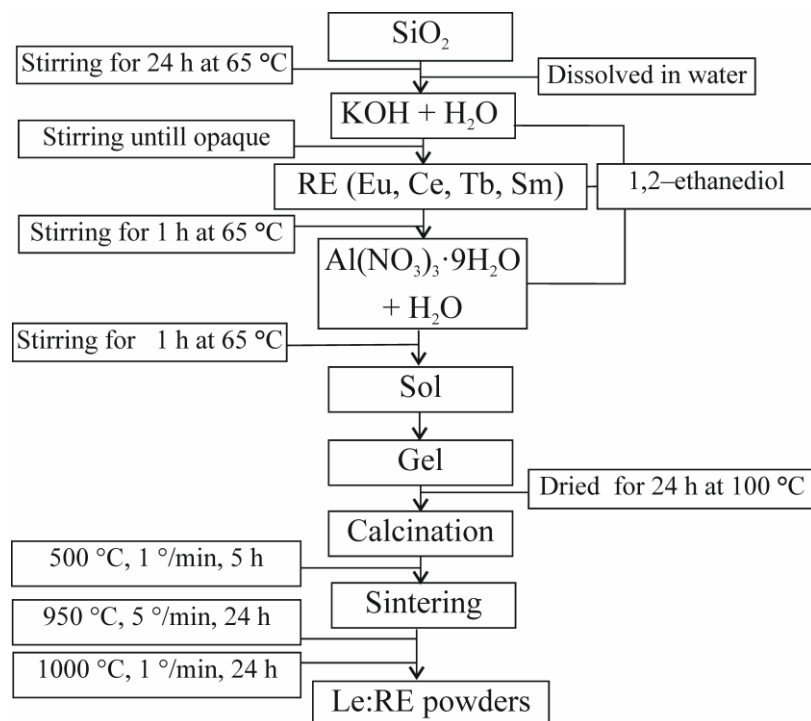 SiO₂
Stirring for 24 h at 65 °C
Dissolved in water
KOH + H₂O
Stirring untill opaque
RE (Eu, Ce, Tb, Sm)
1,2–ethanediol
Stirring for 1 h at 65 °C
Al(NO₃)₃·9H₂O
+ H₂O
Stirring for 1 h at 65 °C
Sol
Gel
Dried for 24 h at 100 °C
Calcination
500 °C, 1 °/min, 5 h
Sintering
950 °C, 5 °/min, 24 h
1000 °C, 1 °/min, 24 h
Le:RE powders